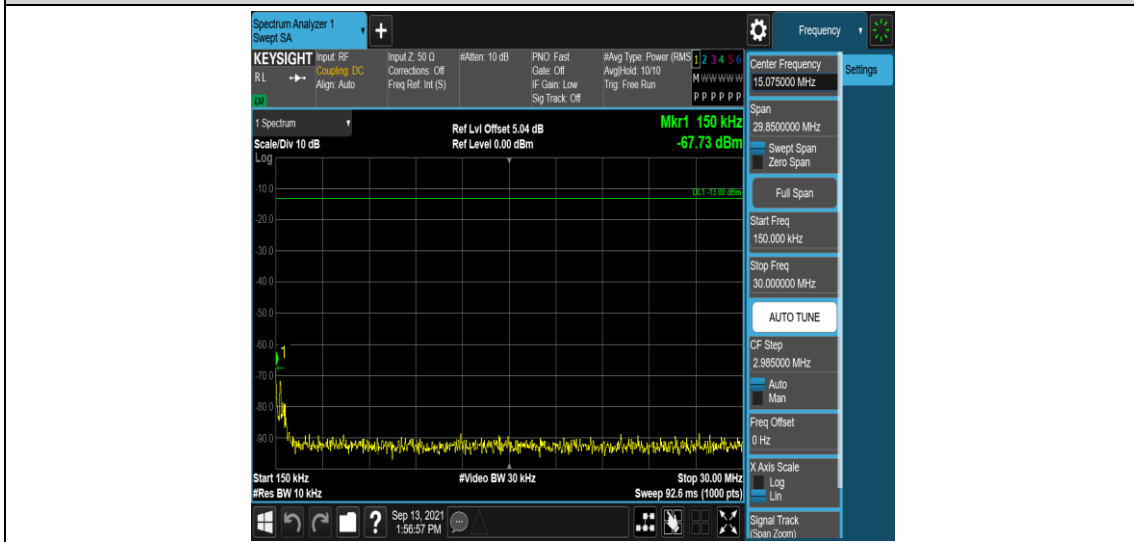 Spectrum Analyzer 1
Swept SA
+
Frequency
KEYSIGHT
RL
LXI
Input: RF
Coupling: DC
Align: Auto
Input Z: 50 Ω
Corrections: Off
Freq Ref: Int (S)
#Atten: 10 dB
PNO: Fast
Gate: Off
IF Gain: Low
Sig Track: Off
#Avg Type: Power (RMS
Avg|Hold: 10/10
Trig: Free Run
1 2 3 4 5 6
M W W W W W
P P P P P P
1 Spectrum
Scale/Div 10 dB
Log
Ref Lvl Offset 5.04 dB
Ref Level 0.00 dBm
Mkr1 150 kHz
-67.73 dBm
DL1 -13.00 dBm
-10.0
-20.0
-30.0
-40.0
-50.0
-60.0
1
-70.0
-80.0
-90.0
Start 150 kHz
#Res BW 10 kHz
#Video BW 30 kHz
Stop 30.00 MHz
Sweep 92.6 ms (1000 pts)
Sep 13, 2021
1:56:57 PM
?
Center Frequency
15.075000 MHz
Settings
Span
29.8500000 MHz
Swept Span
Zero Span
Full Span
Start Freq
150.000 kHz
Stop Freq
30.000000 MHz
AUTO TUNE
CF Step
2.985000 MHz
Auto
Man
Freq Offset
0 Hz
X Axis Scale
Log
Lin
Signal Track
(Span Zoom)